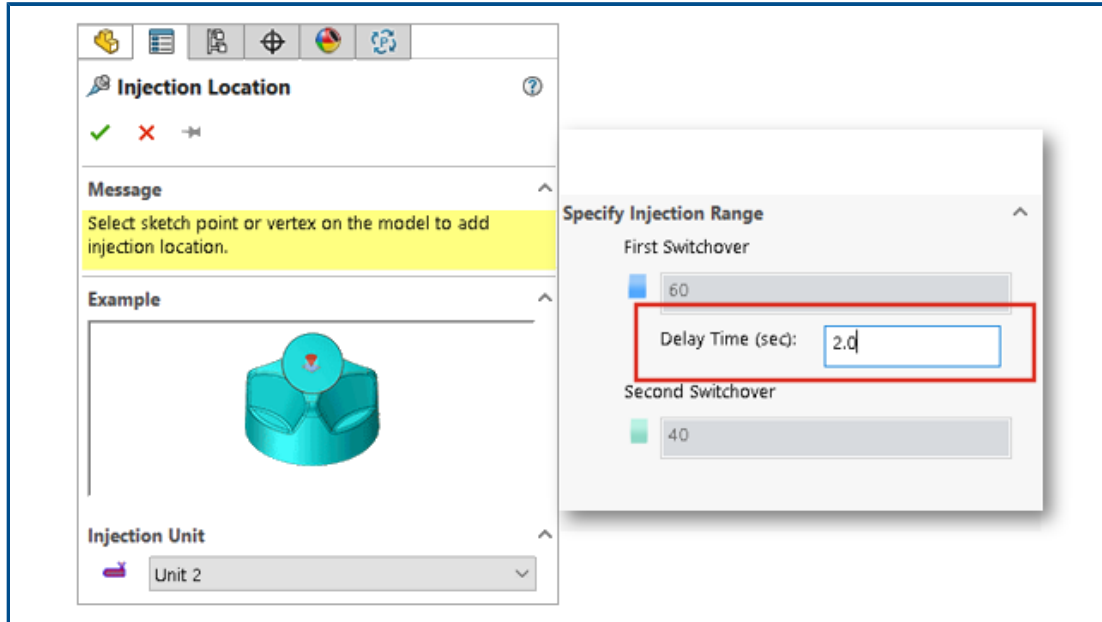 Injection Location
Message
Select sketch point or vertex on the model to add
injection location.
Example
Injection Unit
Unit 2
Specify Injection Range
First Switchover
60
Delay Time (sec): 2.0
Second Switchover
40